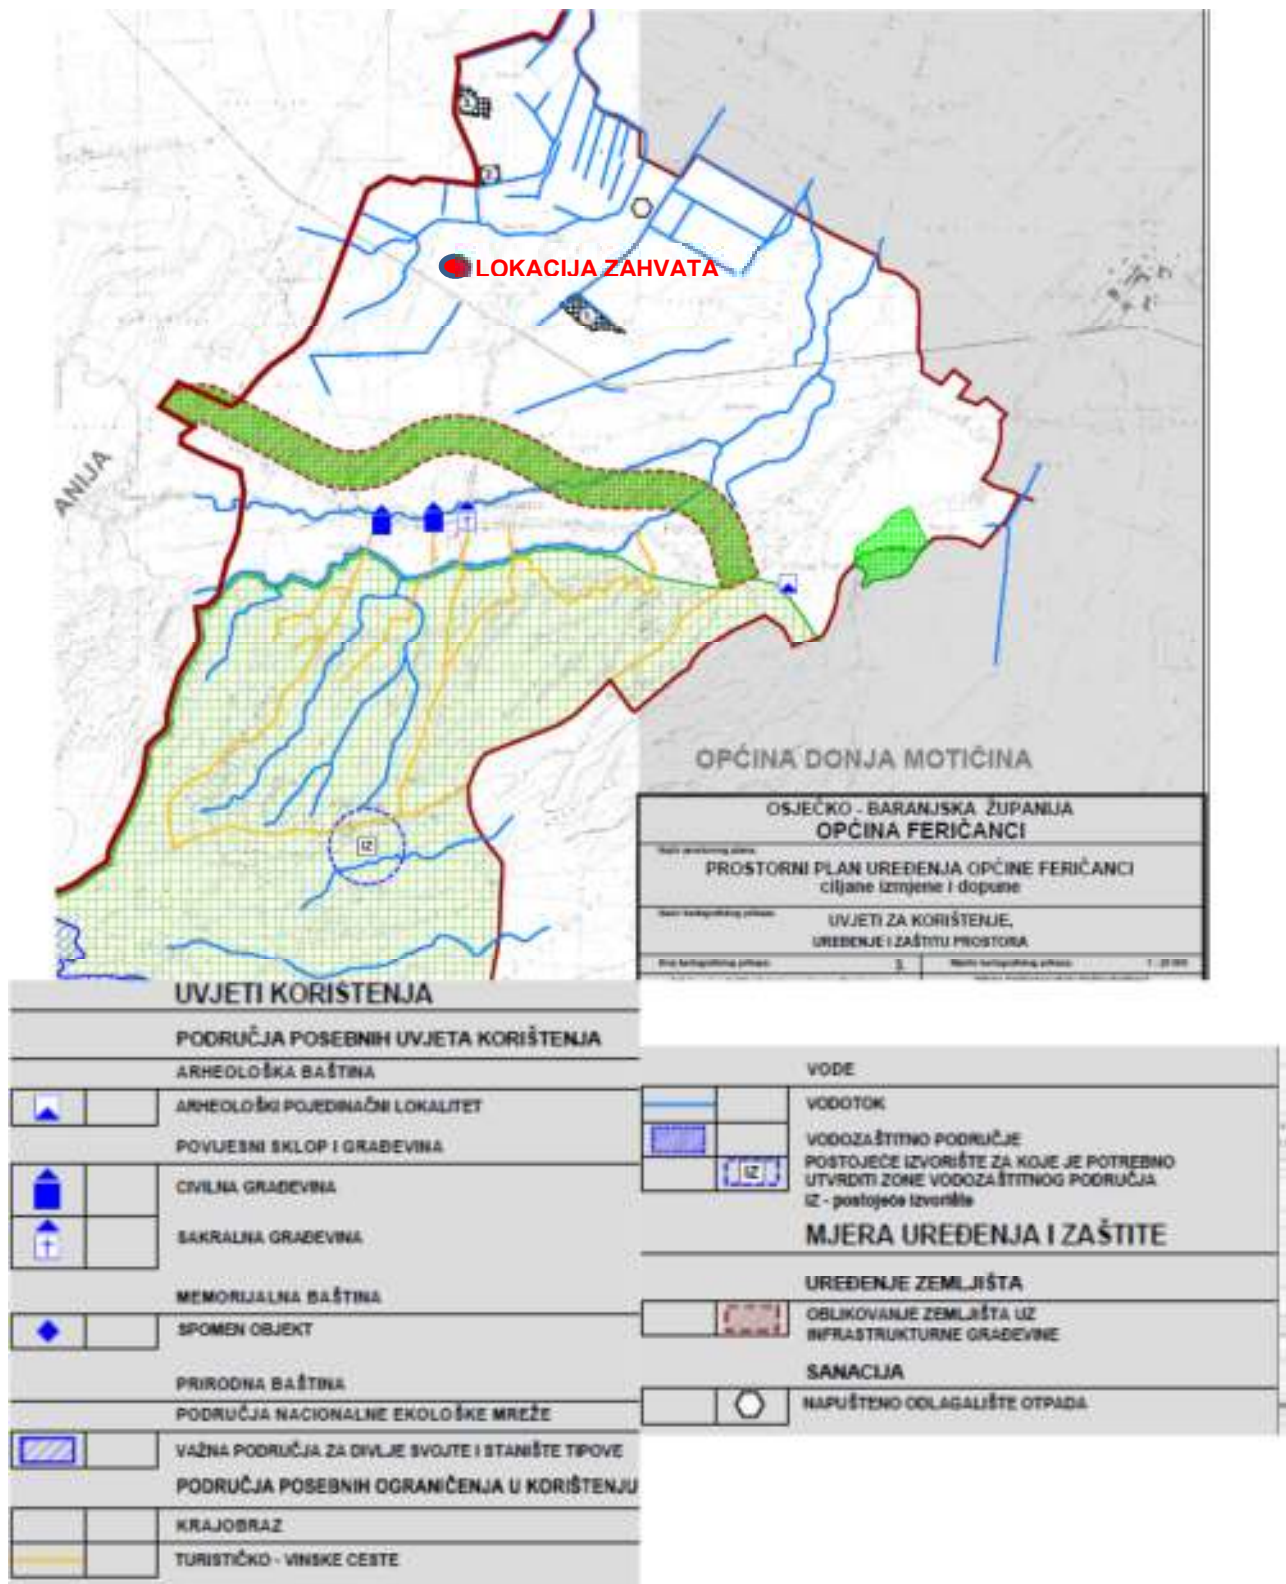 LOKACIJA ZAHVATA
ANIJA
OPĆINA DONJA MOTIČINA
IZ
OSJEČKO - BARANJSKA ŽUPANIJA
OPĆINA FERIČANCI
PROSTORNI PLAN UREĐENJA OPĆINE FERIČANCI
ciljane izmjene i dopune
UVJETI ZA KORIŠTENJE,
UREĐENJE I ZAŠTITU PROSTORA
3.
UVJETI KORIŠTENJA
PODRUČJA POSEBNIH UVJETA KORIŠTENJA
ARHEOLOŠKA BAŠTINA
ARHEOLOŠKI POJEDINAČNI LOKALITET
POVIJESNI SKLOP I GRAĐEVINA
CIVILNA GRAĐEVINA
SAKRALNA GRAĐEVINA
MEMORIJALNA BAŠTINA
SPOMEN OBJEKT
PRIRODNA BAŠTINA
PODRUČJA NACIONALNE EKOLOŠKE MREŽE
VAŽNA PODRUČJA ZA DIVLJE SVOJTE I STANIŠTE TIPOVE
PODRUČJA POSEBNIH OGRANIČENJA U KORIŠTENJU
KRAJOBRAZ
TURISTIČKO - VINSKE CESTE
VODE
VODOTOK
VODOZAŠTITNO PODRUČJE
IZ
POSTOJEĆE IZVORIŠTE ZA KOJE JE POTREBNO
UTVRDITI ZONE VODOZAŠTITNOG PODRUČJA
IZ - postojeće izvorište
MJERA UREĐENJA I ZAŠTITE
UREĐENJE ZEMLJIŠTA
OBLIKOVANJE ZEMLJIŠTA UZ
INFRASTRUKTURNE GRAĐEVINE
SANACIJA
NAPUŠTENO ODLAGALIŠTE OTPADA